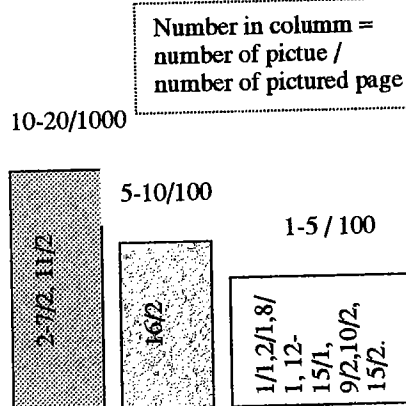 Number in columm =
number of pictue /
number of pictured page
10-20/1000
5-10/100
1-5 / 100
2-7/2, 11/2
16/2
1/1,2/1,8/
1, 12-
15/1,
9/2,10/2,
15/2.